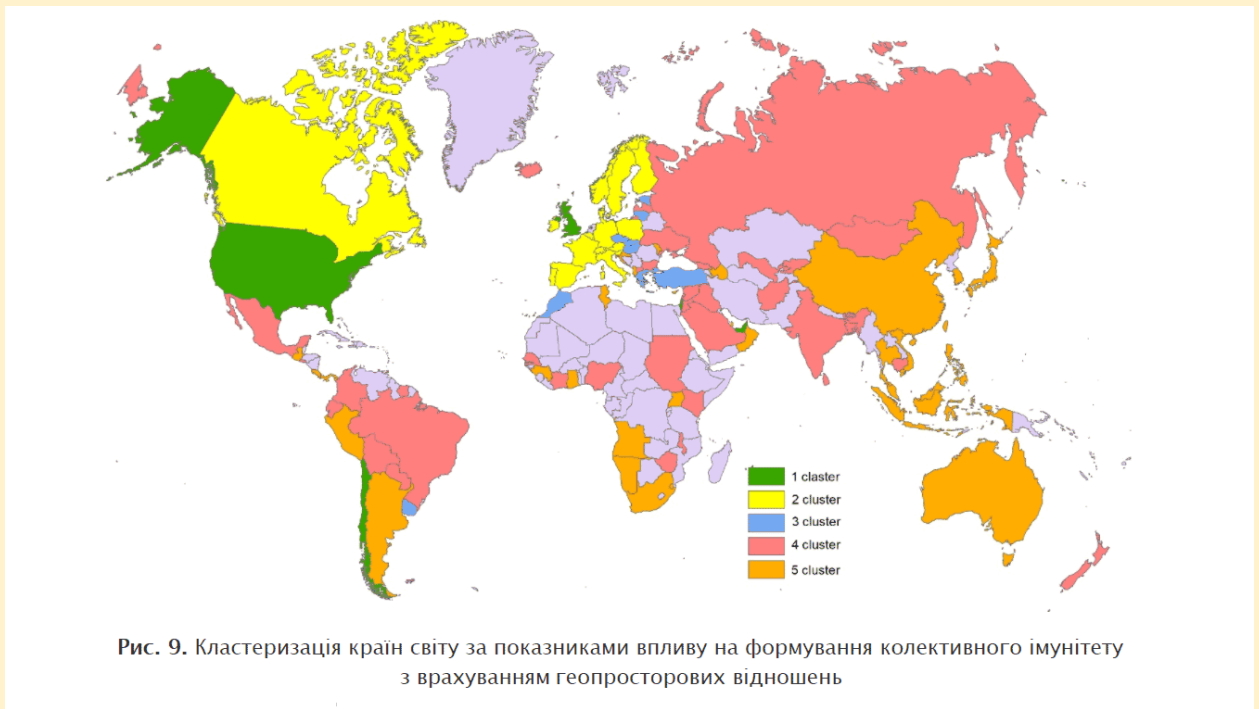 1 claster
2 cluster
3 cluster
4 cluster
5 cluster
Рис. 9. Кластеризація країн світу за показниками впливу на формування колективного імунітету
з врахуванням геопросторових відношень